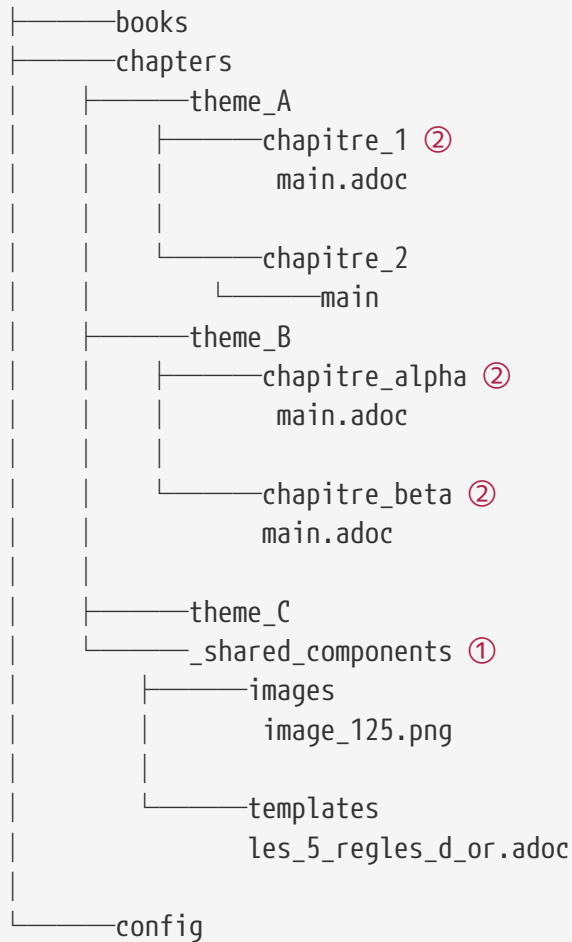 ├──────books
├──────chapters
│    ├──────theme_A
│    │    ├──────chapitre_1 ②
│    │    │      main.adoc
│    │    │
│    │    └──────chapitre_2
│    │        └──────main
│    ├──────theme_B
│    │    ├──────chapitre_alpha ②
│    │    │      main.adoc
│    │    │
│    │    └──────chapitre_beta ②
│    │           main.adoc
│    │
│    ├──────theme_C
│    └──────_shared_components ①
│        ├──────images
│        │      image_125.png
│        │
│        └──────templates
│               les_5_regles_d_or.adoc
│
└──────config